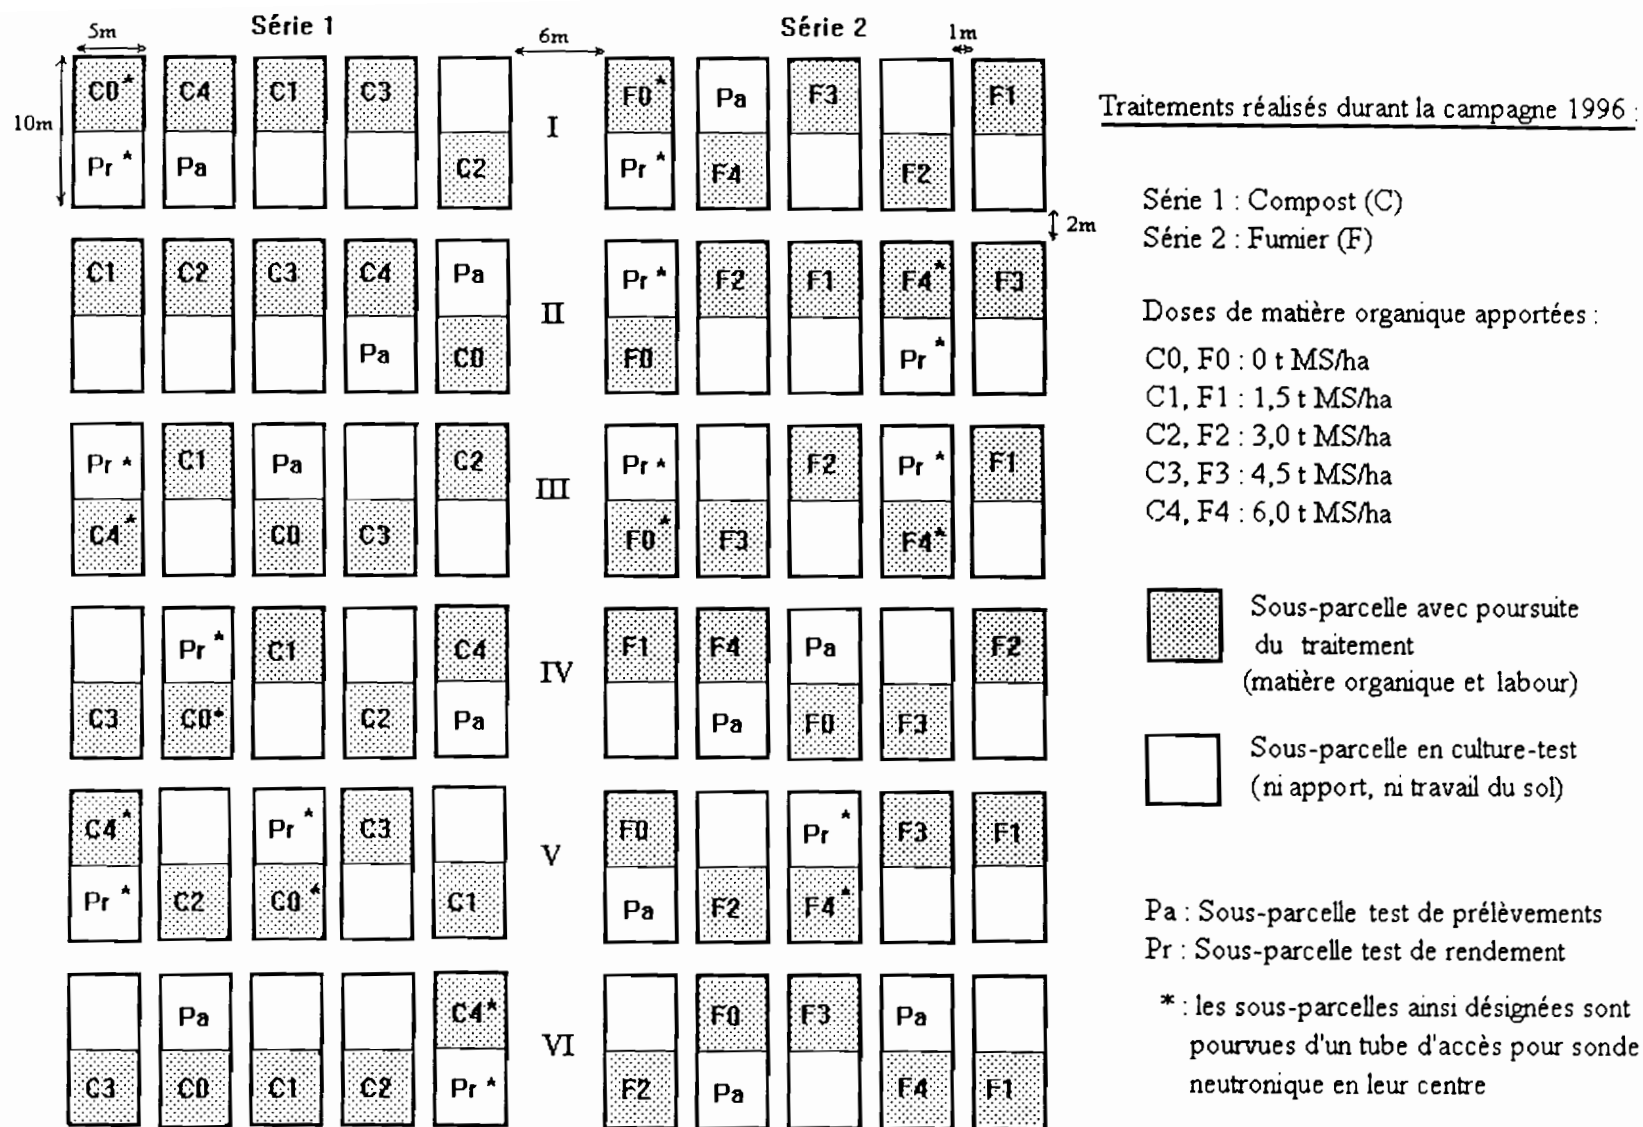 Série 1
Série 2
5m
6m
1m
10m
2m
C0* C4 C1 C3
Pr * Pa C2
I
F0* Pa F3 F1
Pr * F4 F2
C1 C2 C3 C4 Pa
Pa C0
II
Pr * F2 F1 F4* F3
F0 Pr *
Pr * C1 Pa C2
C4* C0 C3
III
Pr * F2 Pr * F1
F0* F3 F4*
Pr * C1 C4
C3 C0* C2 Pa
IV
F1 F4 Pa F2
Pa F0 F3
C4* Pr * C3
Pr * C2 C0* C1
V
F0 Pr * F3 F1
Pa F2 F4*
Pa C4*
C3 C0 C1 C2 Pr *
VI
F0 F3 Pa
F2 Pa F4 F1
Traitements réalisés durant la campagne 1996 :
Série 1 : Compost (C)
Série 2 : Fumier (F)
Doses de matière organique apportées :
C0, F0 : 0 t MS/ha
C1, F1 : 1,5 t MS/ha
C2, F2 : 3,0 t MS/ha
C3, F3 : 4,5 t MS/ha
C4, F4 : 6,0 t MS/ha
Sous-parcelle avec poursuite
du traitement
(matière organique et labour)
Sous-parcelle en culture-test
(ni apport, ni travail du sol)
Pa : Sous-parcelle test de prélèvements
Pr : Sous-parcelle test de rendement
* : les sous-parcelles ainsi désignées sont
pourvues d'un tube d'accès pour sonde
neutronique en leur centre